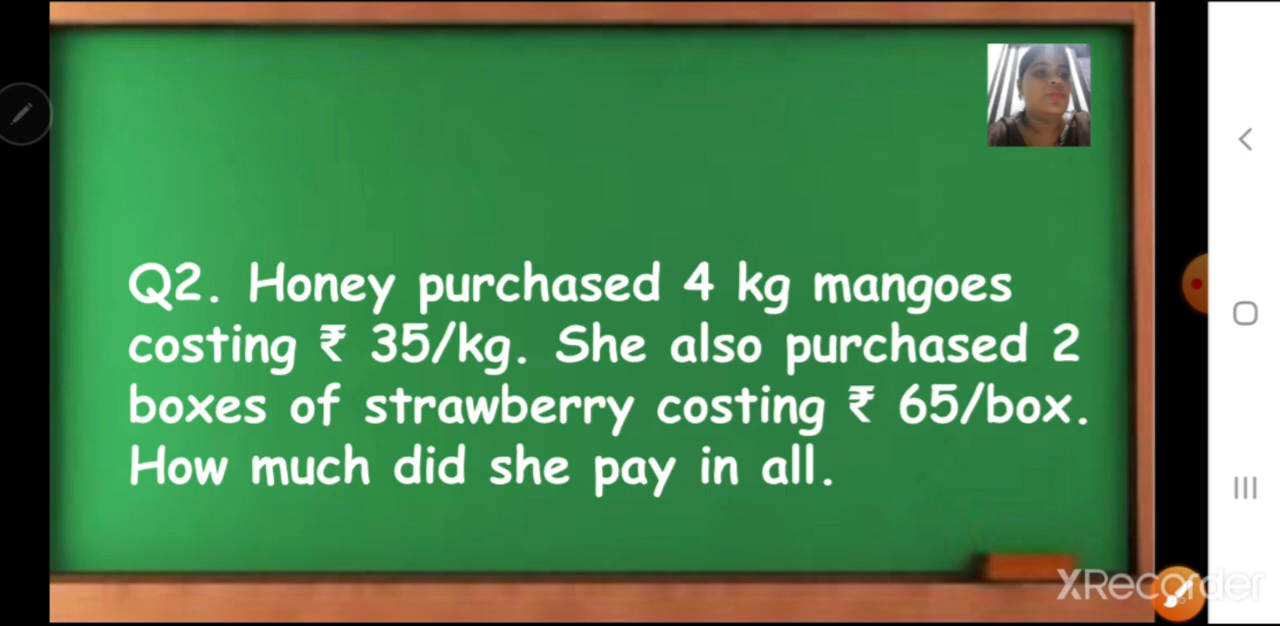 Q2. Honey purchased 4 kg mangoes
costing ₹ 35/kg. She also purchased 2
boxes of strawberry costing ₹ 65/box.
How much did she pay in all.
XRecorder